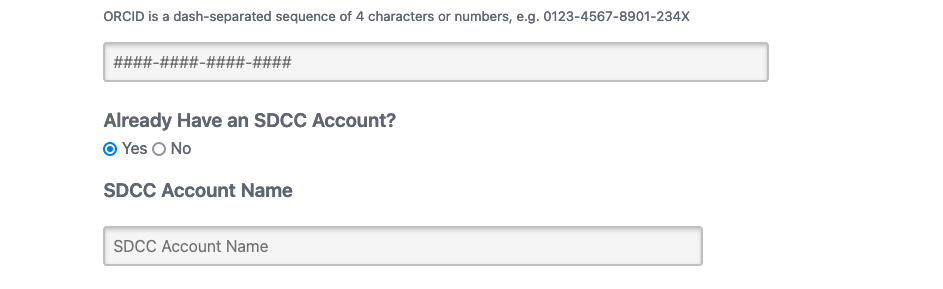 ORCID is a dash-separated sequence of 4 characters or numbers, e.g. 0123-4567-8901-234X
####-####-####-####
Already Have an SDCC Account?
Yes No
SDCC Account Name
SDCC Account Name